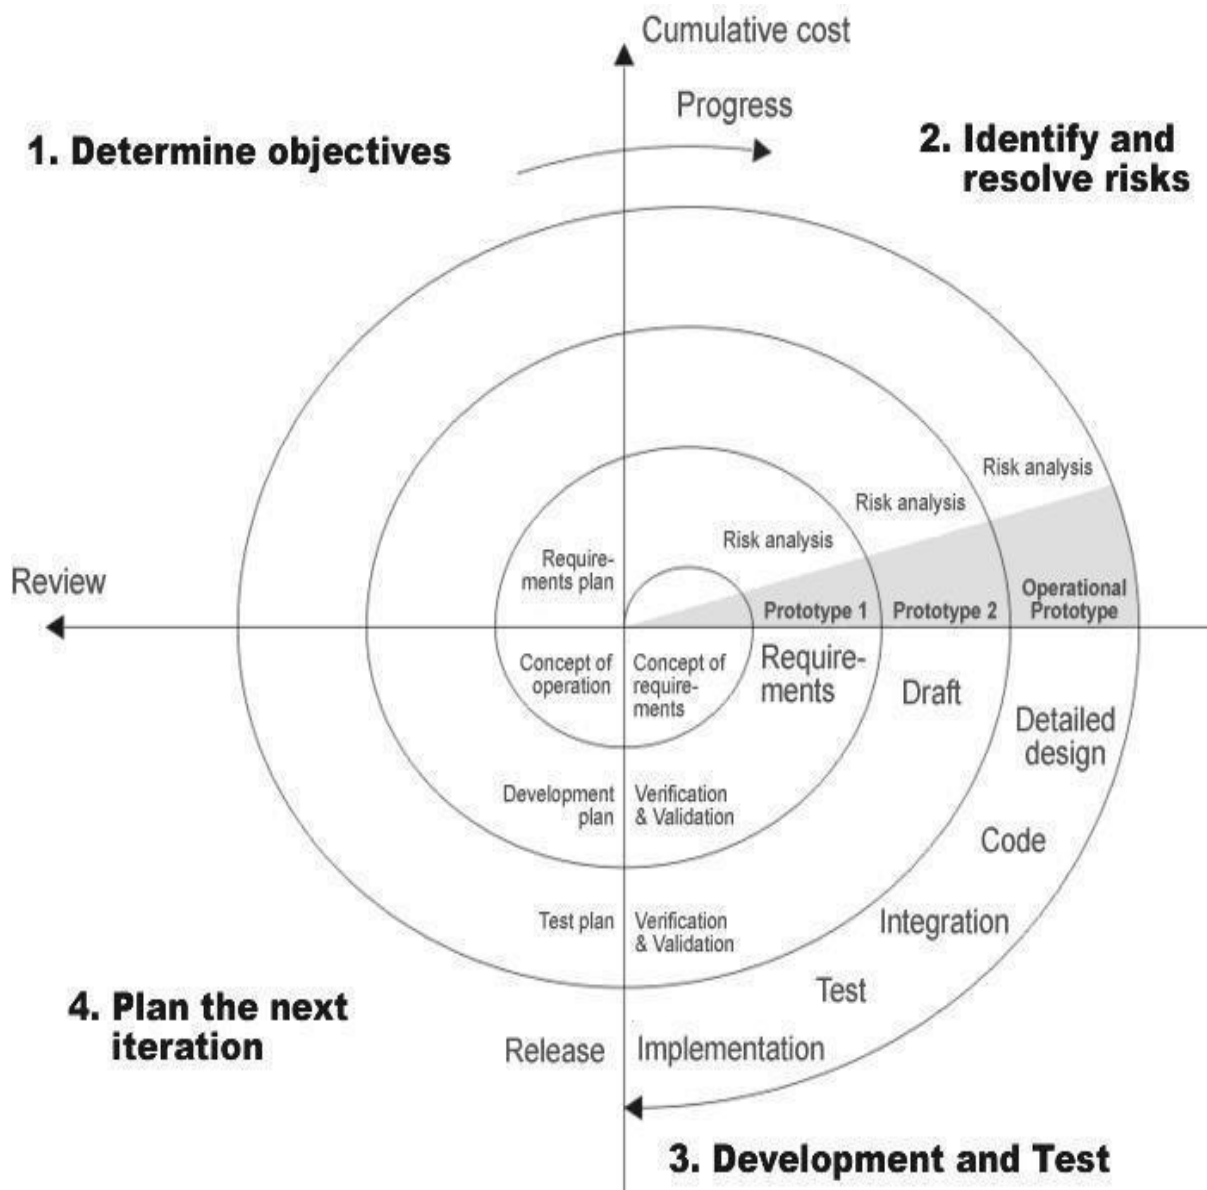 Cumulative cost
Progress
1. Determine objectives
2. Identify and
resolve risks
Risk analysis
Risk analysis
Risk analysis
Require-
ments plan
Review
Operational
Prototype
Prototype 1
Prototype 2
Concept of
operation
Concept of
require-
ments
Require-
ments
Draft
Detailed
design
Development
plan
Verification
& Validation
Code
Test plan
Verification
& Validation
Integration
Test
4. Plan the next
iteration
Release
Implementation
3. Development and Test